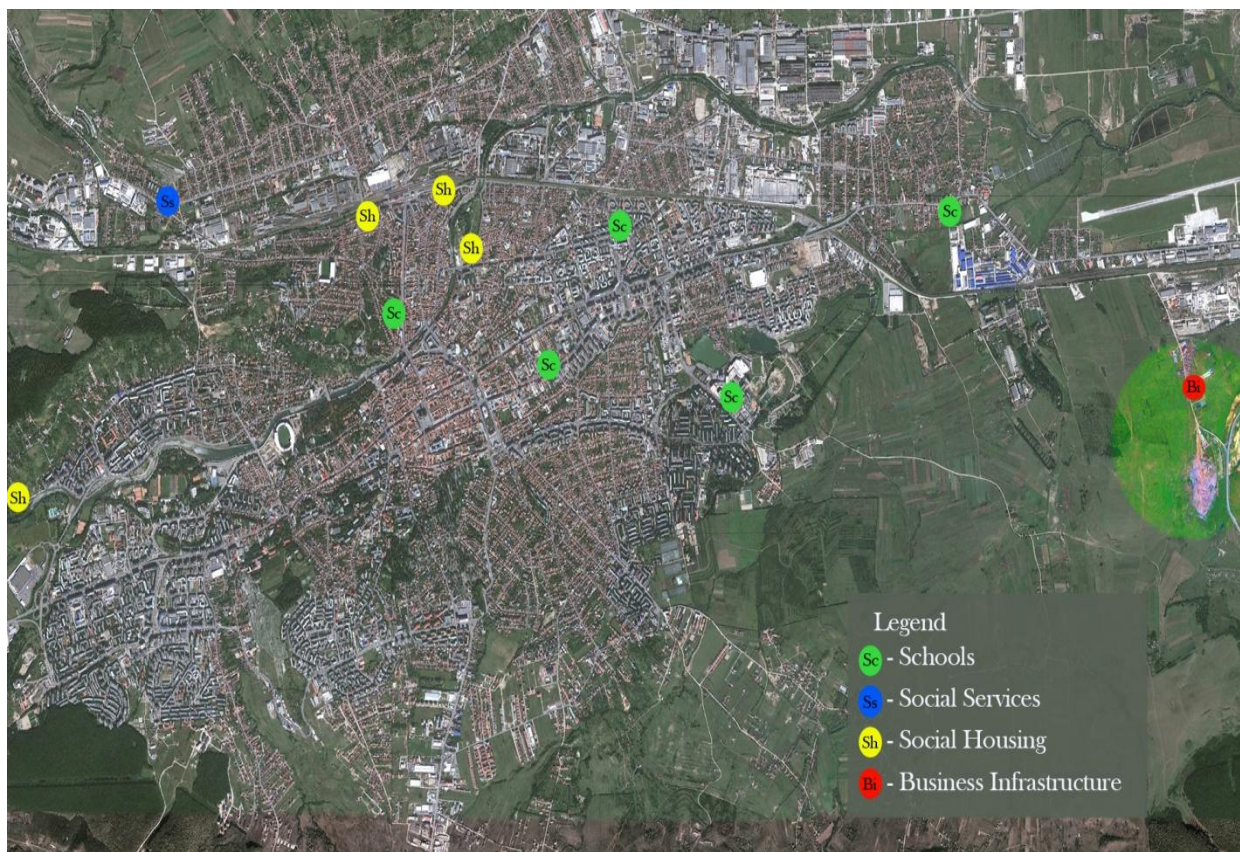 Ss
Sh
Sh
Sh
Sc
Sc
Sc
Sc
Sc
Bi
Sh
Legend
Sc - Schools
Ss - Social Services
Sh - Social Housing
Bi - Business Infrastructure